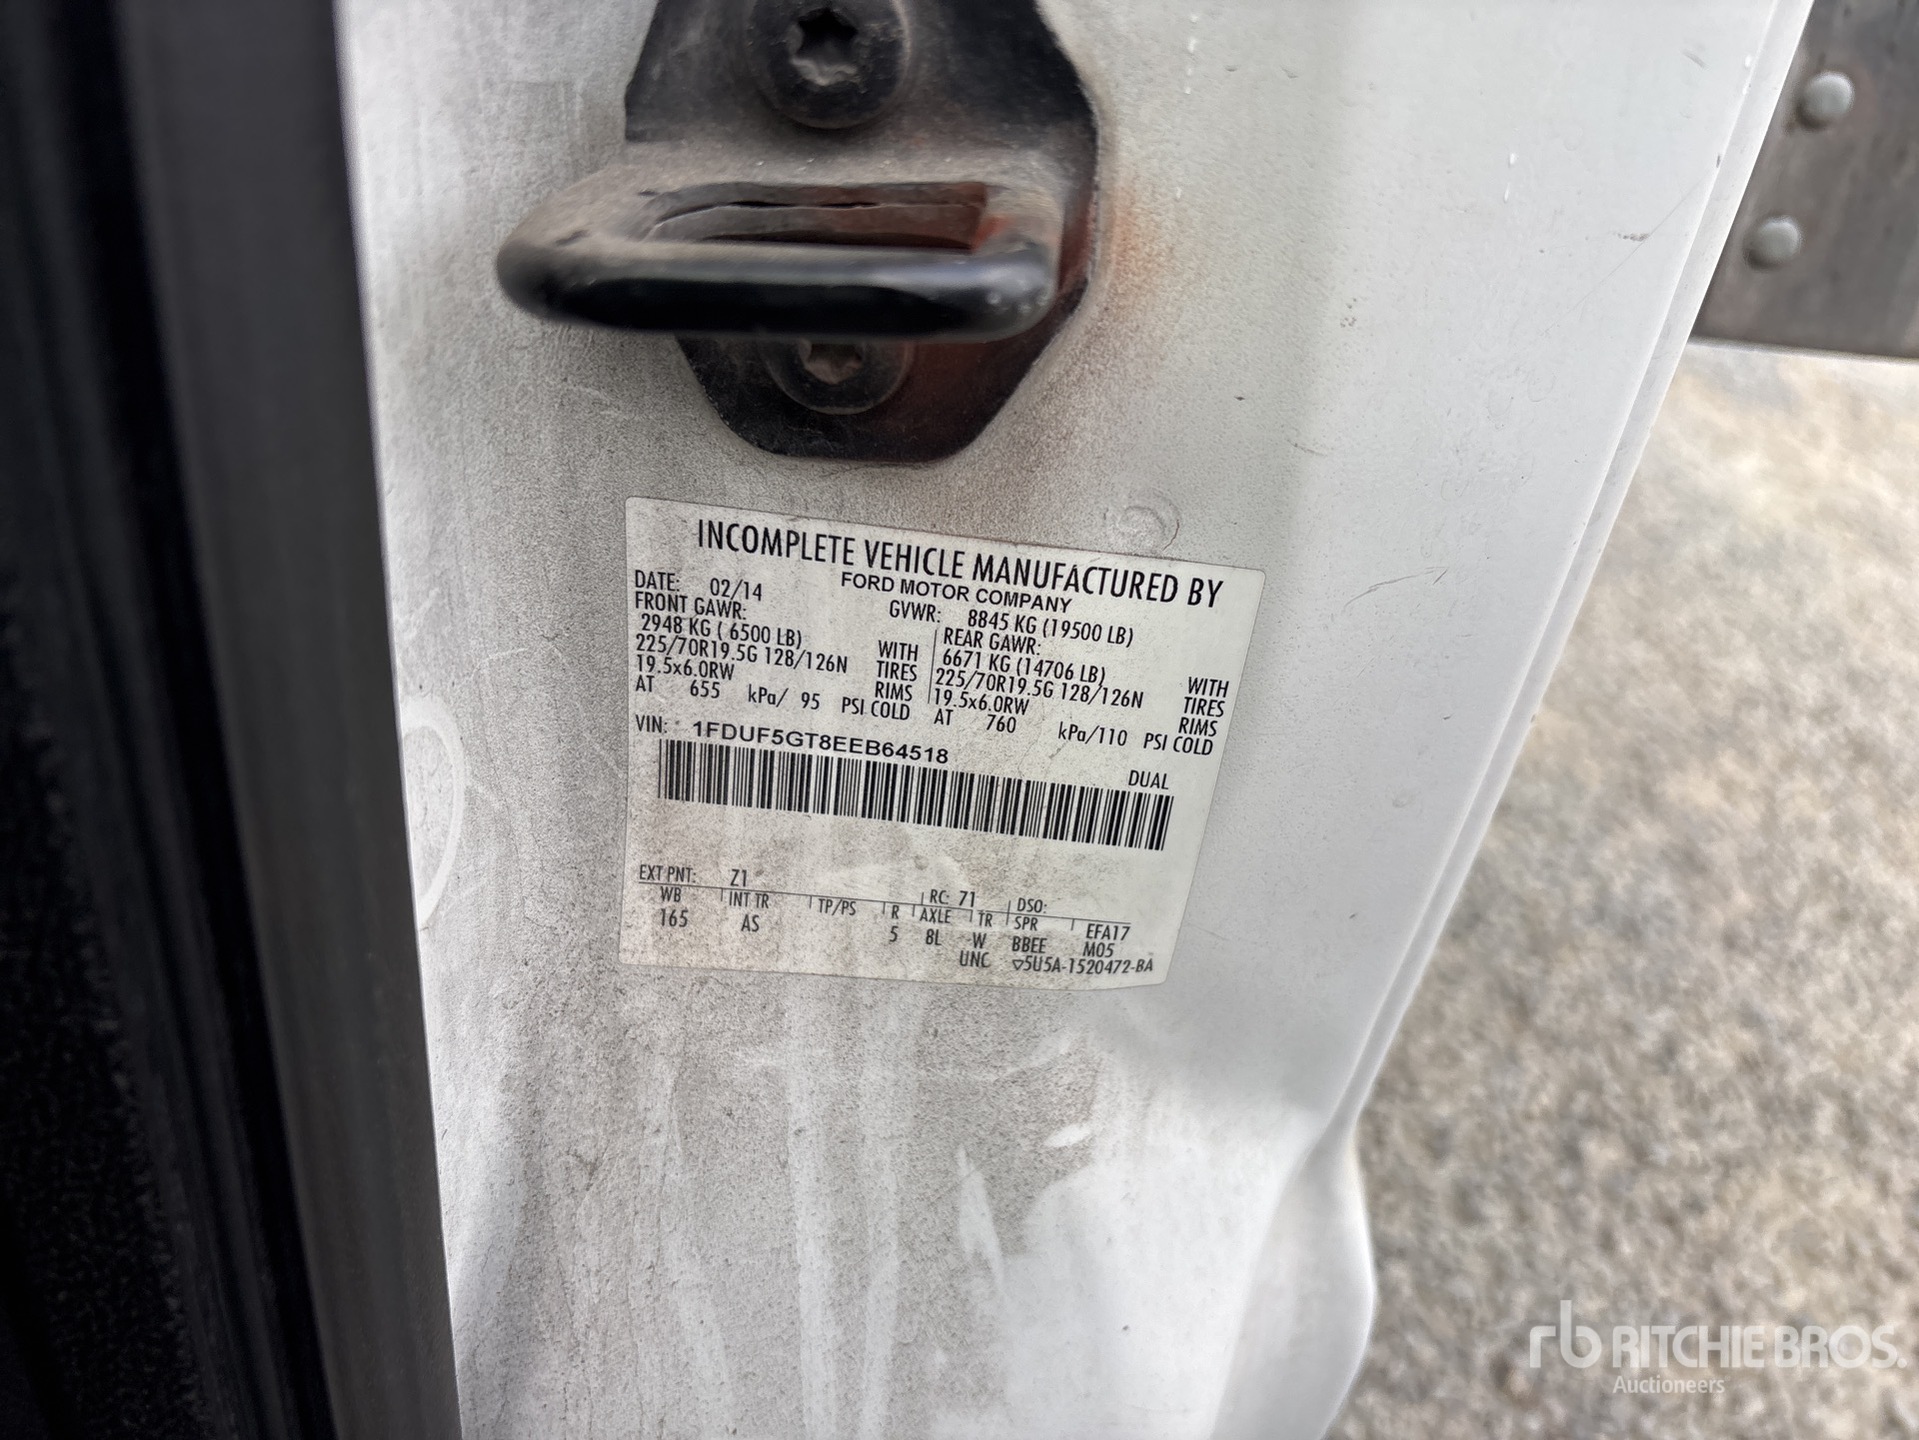 INCOMPLETE VEHICLE MANUFACTURED BY
FORD MOTOR COMPANY
DATE: 02/14 GVWR: 8845 KG (19500 LB)
FRONT GAWR: REAR GAWR:
2948 KG ( 6500 LB) WITH 6671 KG (14706 LB) WITH
225/70R19.5G 128/126N TIRES 225/70R19.5G 128/126N TIRES
19.5x6.0RW RIMS 19.5x6.0RW RIMS
AT 655 kPa/ 95 PSI COLD AT 760 kPa/110 PSI COLD
VIN: 1FDUF5GT8EEB64518
DUAL
EXT PNT: Z1 RC: 71 DSO:
WB INT TR TP/PS R AXLE TR SPR EFA17
165 AS 5 8L W BBEE M05
UNC ▽5U5A-1520472-BA
rb RITCHIE BROS.
Auctioneers